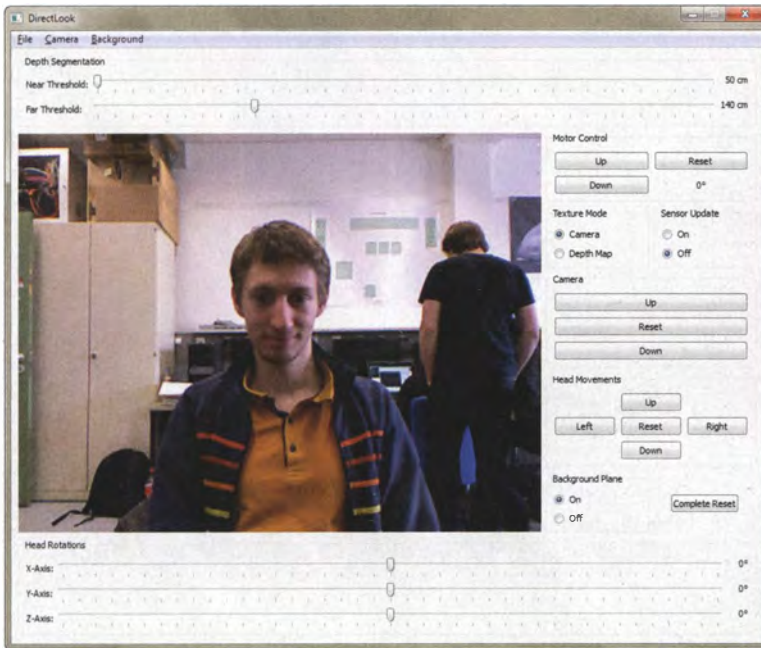 DirectLook
File Camera Background
Depth Segmentation
Near Threshold: 50 cm
Far Threshold: 140 cm
Motor Control
Up Reset
Down 0°
Texture Mode Sensor Update
Camera On
Depth Map Off
Camera
Up
Reset
Down
Head Movements
Up
Left Reset Right
Down
Background Plane
On Complete Reset
Off
Head Rotations
X-Axis: 0°
Y-Axis: 0°
Z-Axis: 0°